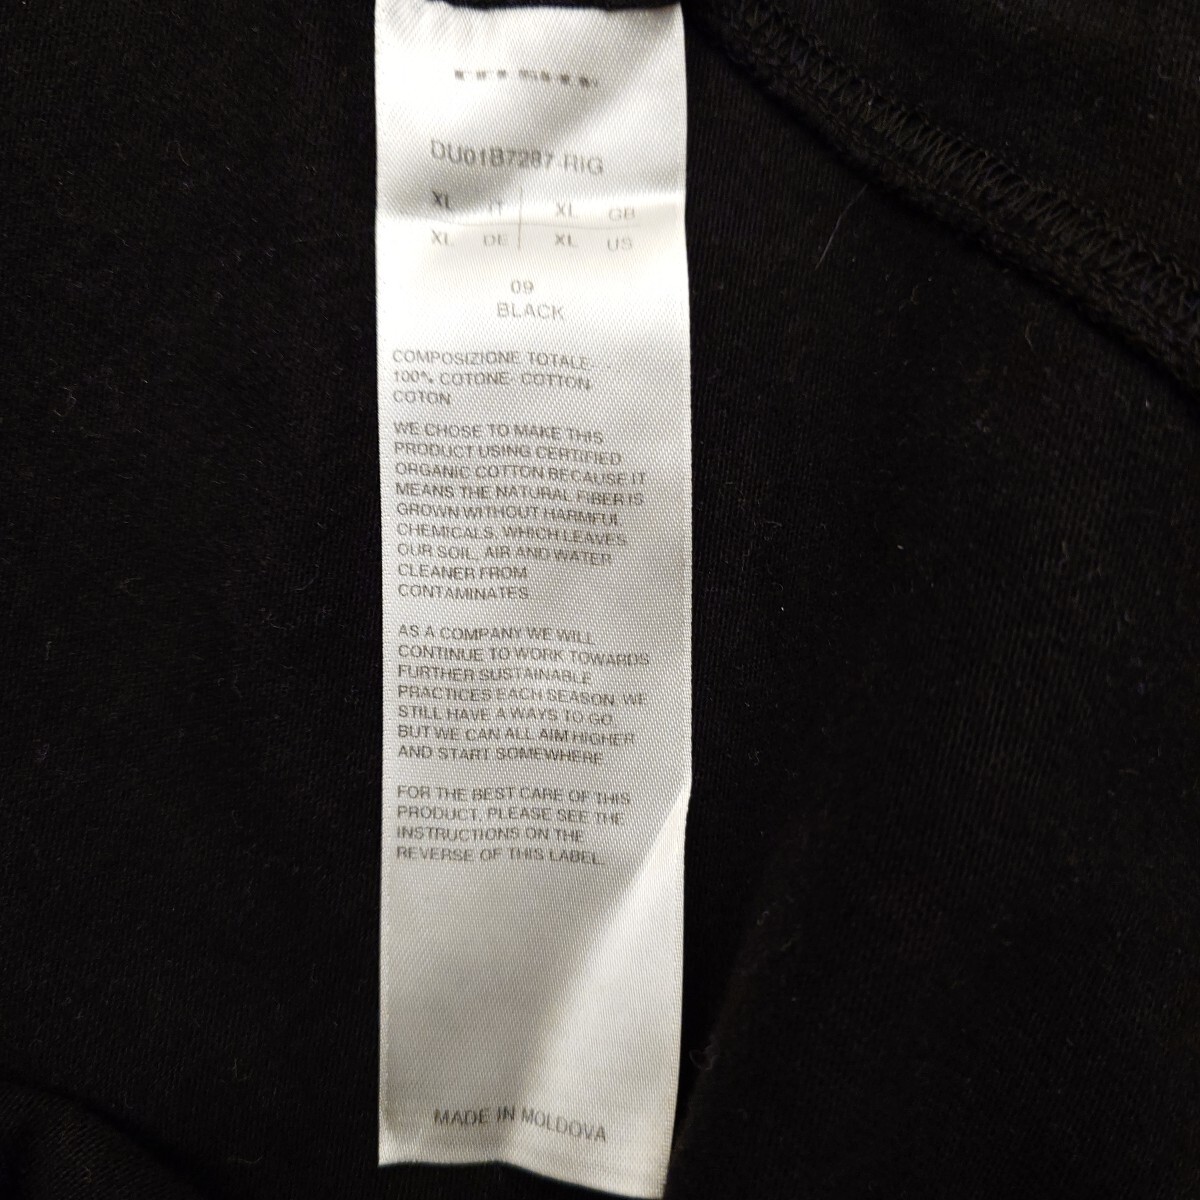 DU01B7287-RIG
XL IT XL GB
XL DE XL US
09
BLACK
COMPOSIZIONE TOTALE:
100% COTONE- COTTON
COTON
WE CHOSE TO MAKE THIS
PRODUCT USING CERTIFIED
ORGANIC COTTON BECAUSE IT
MEANS THE NATURAL FIBER IS
GROWN WITHOUT HARMFUL
CHEMICALS, WHICH LEAVES
OUR SOIL, AIR AND WATER
CLEANER FROM
CONTAMINATES.
AS A COMPANY WE WILL
CONTINUE TO WORK TOWARDS
FURTHER SUSTAINABLE
PRACTICES EACH SEASON. WE
STILL HAVE A WAYS TO GO
BUT WE CAN ALL AIM HIGHER
AND START SOMEWHERE
FOR THE BEST CARE OF THIS
PRODUCT, PLEASE SEE THE
INSTRUCTIONS ON THE
REVERSE OF THIS LABEL.
MADE IN MOLDOVA